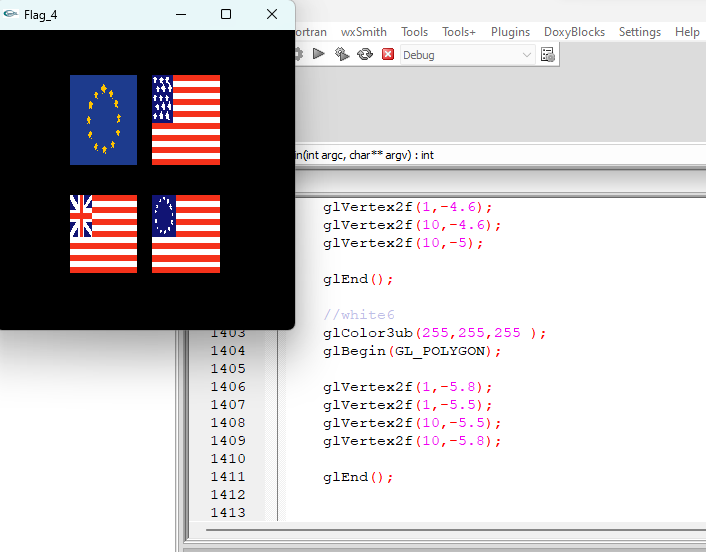 Flag_4
ortran wxSmith Tools Tools+ Plugins DoxyBlocks Settings Help
Debug
in(int argc, char** argv) : int
glVertex2f(1,-4.6);
glVertex2f(10,-4.6);
glVertex2f(10,-5);
glEnd();
//white6
1403 glColor3ub(255,255,255 );
1404 glBegin(GL_POLYGON);
1405
1406 glVertex2f(1,-5.8);
1407 glVertex2f(1,-5.5);
1408 glVertex2f(10,-5.5);
1409 glVertex2f(10,-5.8);
1410
1411 glEnd();
1412
1413